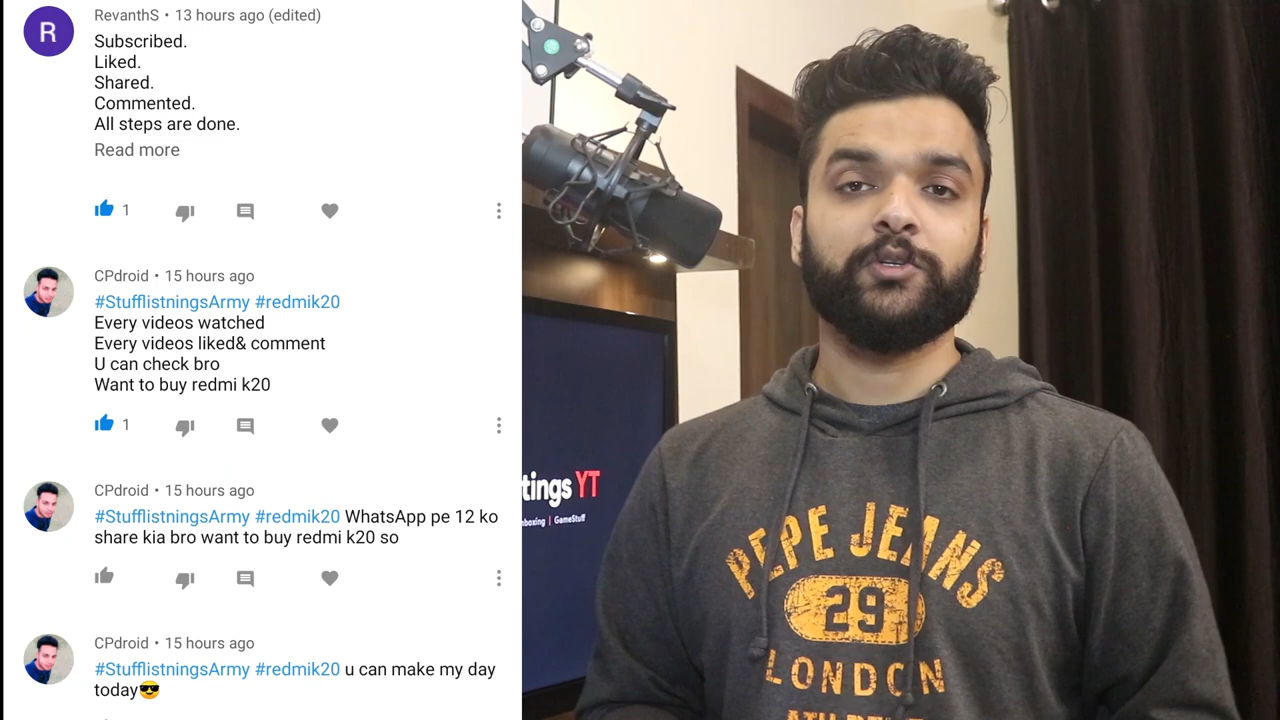 R
RevanthS • 13 hours ago (edited)
Subscribed.
Liked.
Shared.
Commented.
All steps are done.
Read more
1
CPdroid • 15 hours ago
#StufflistningsArmy #redmik20
Every videos watched
Every videos liked& comment
U can check bro
Want to buy redmi k20
1
CPdroid • 15 hours ago
#StufflistningsArmy #redmik20 WhatsApp pe 12 ko
share kia bro want to buy redmi k20 so
CPdroid • 15 hours ago
#StufflistningsArmy #redmik20 u can make my day
today😎
tings YT
nboxing | GameStuff
PEPE JEANS
29
LONDON